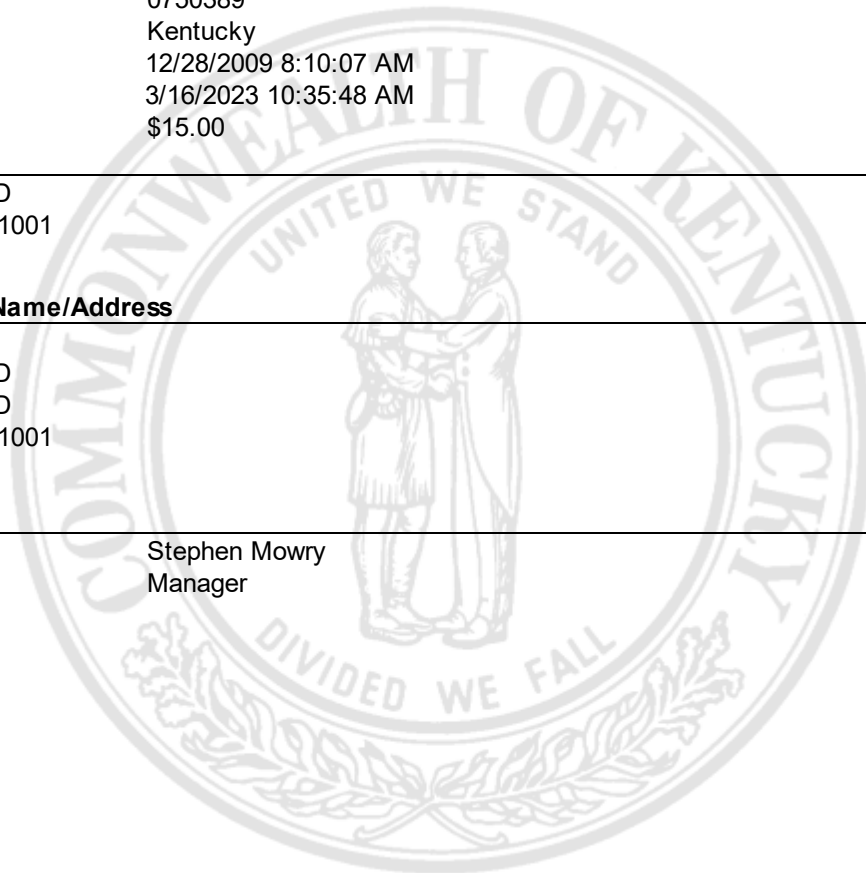 0750389
Kentucky
12/28/2009 8:10:07 AM
3/16/2023 10:35:48 AM
$15.00
D
1001
Name/Address
D
D
1001
Stephen Mowry
Manager
COMMONWEALTH OF KENTUCKY
UNITED WE STAND
DIVIDED WE FALL